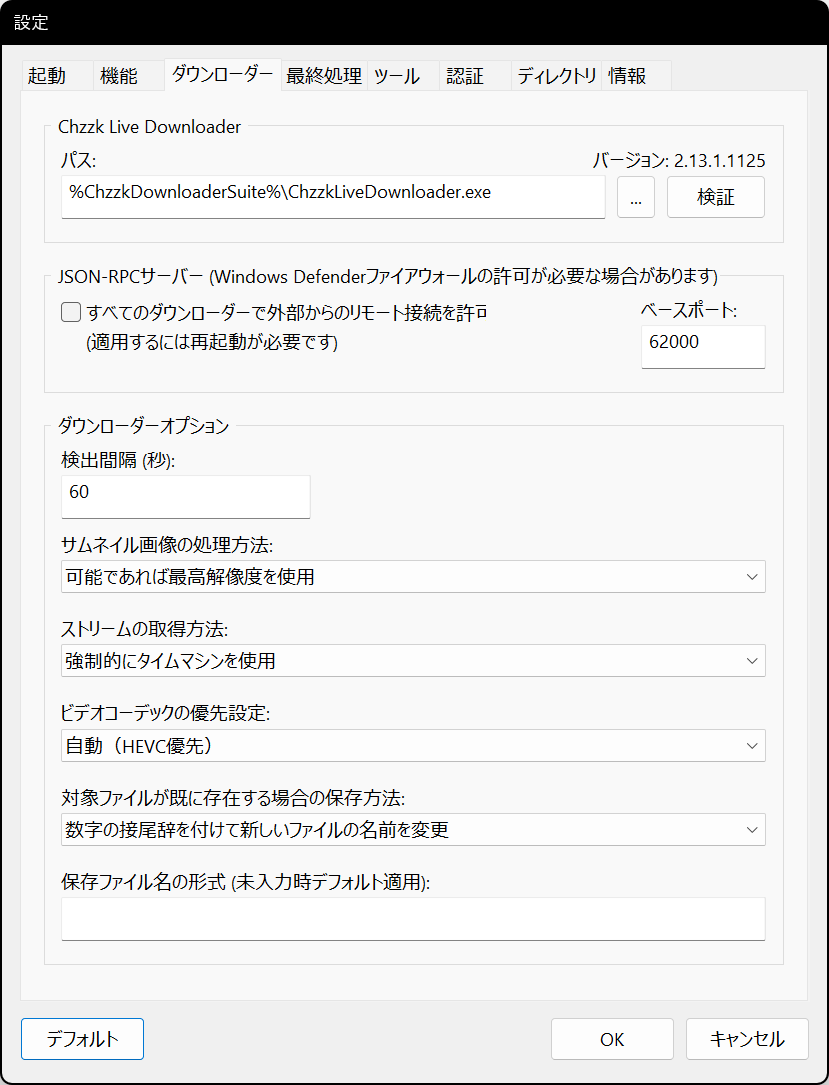 設定
起動 機能 ダウンローダー 最終処理 ツール 認証 ディレクトリ 情報
Chzzk Live Downloader
パス: バージョン: 2.13.1.1125
%ChzzkDownloaderSuite%\ChzzkLiveDownloader.exe ... 検証
JSON-RPCサーバー (Windows Defenderファイアウォールの許可が必要な場合があります)
すべてのダウンローダーで外部からのリモート接続を許可 ベースポート:
(適用するには再起動が必要です) 62000
ダウンローダーオプション
検出間隔 (秒):
60
サムネイル画像の処理方法:
可能であれば最高解像度を使用
ストリームの取得方法:
強制的にタイムマシンを使用
ビデオコーデックの優先設定:
自動（HEVC優先）
対象ファイルが既に存在する場合の保存方法:
数字の接尾辞を付けて新しいファイルの名前を変更
保存ファイル名の形式 (未入力時デフォルト適用):
デフォルト OK キャンセル